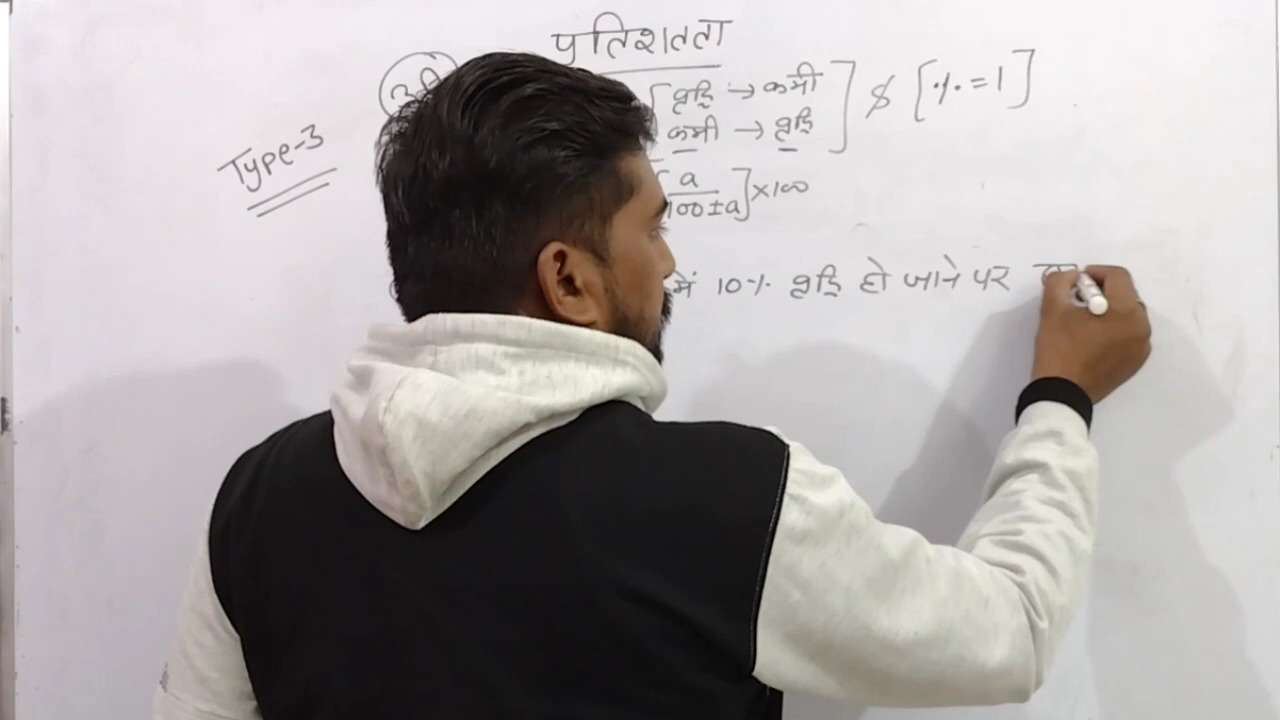 प्रतिशतता
Type-3
[वृद्धि → कमी
कमी → वृद्धि] $ [% = 1]
[a/100±a] ×100
में 10% वृद्धि हो जाने पर